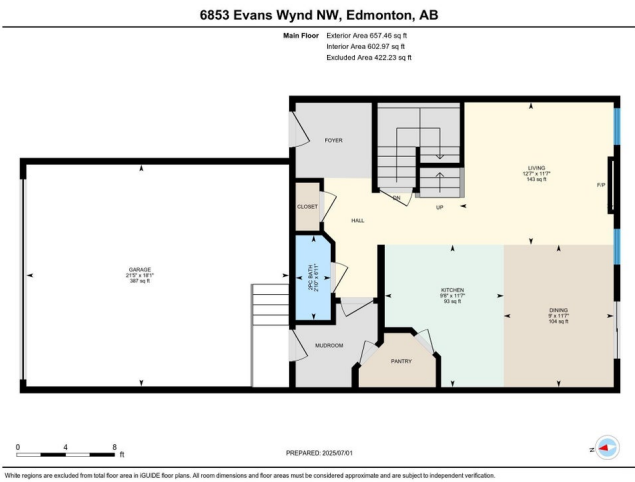 6853 Evans Wynd NW, Edmonton, AB
Main Floor Exterior Area 657.46 sq ft
Interior Area 602.97 sq ft
Excluded Area 422.23 sq ft
FOYER
LIVING
12'7" x 11'7"
143 sq ft
F/P
DN
UP
CLOSET
HALL
GARAGE
21'5" x 18'1"
387 sq ft
2PC BATH
2'10" x 6'11"
KITCHEN
9'6" x 11'7"
93 sq ft
DINING
9' x 11'7"
104 sq ft
MUDROOM
PANTRY
0 4 8
ft
PREPARED: 2025/07/01
N
White regions are excluded from total floor area in iGUIDE floor plans. All room dimensions and floor areas must be considered approximate and are subject to independent verification.